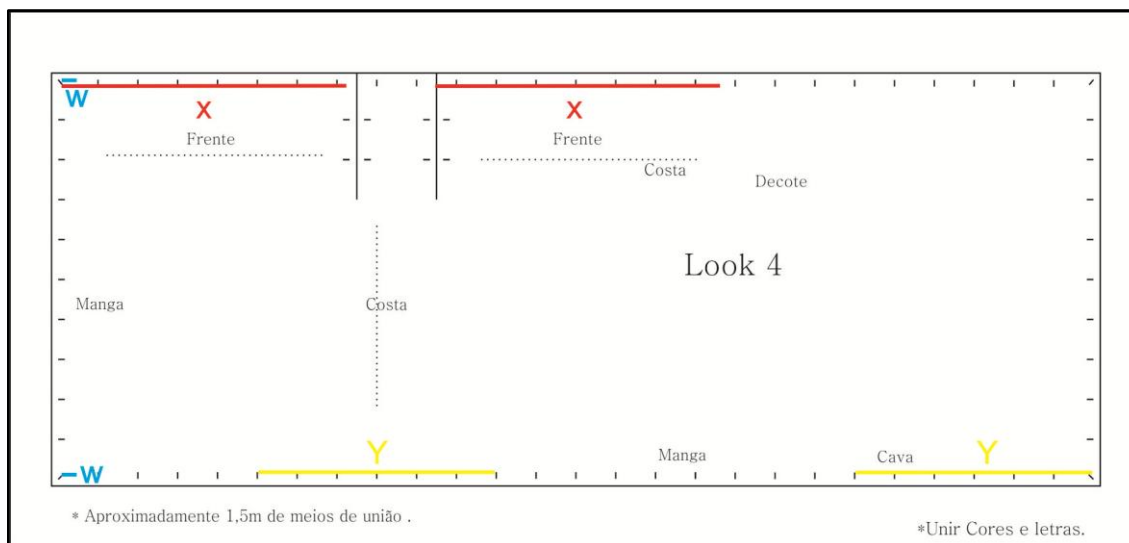 W
X
X
Frente
Frente
Costa
Decote
Look 4
Manga
Costa
Y
Y
Manga
Cava
W
* Aproximadamente 1,5m de meios de união .
*Unir Cores e letras.